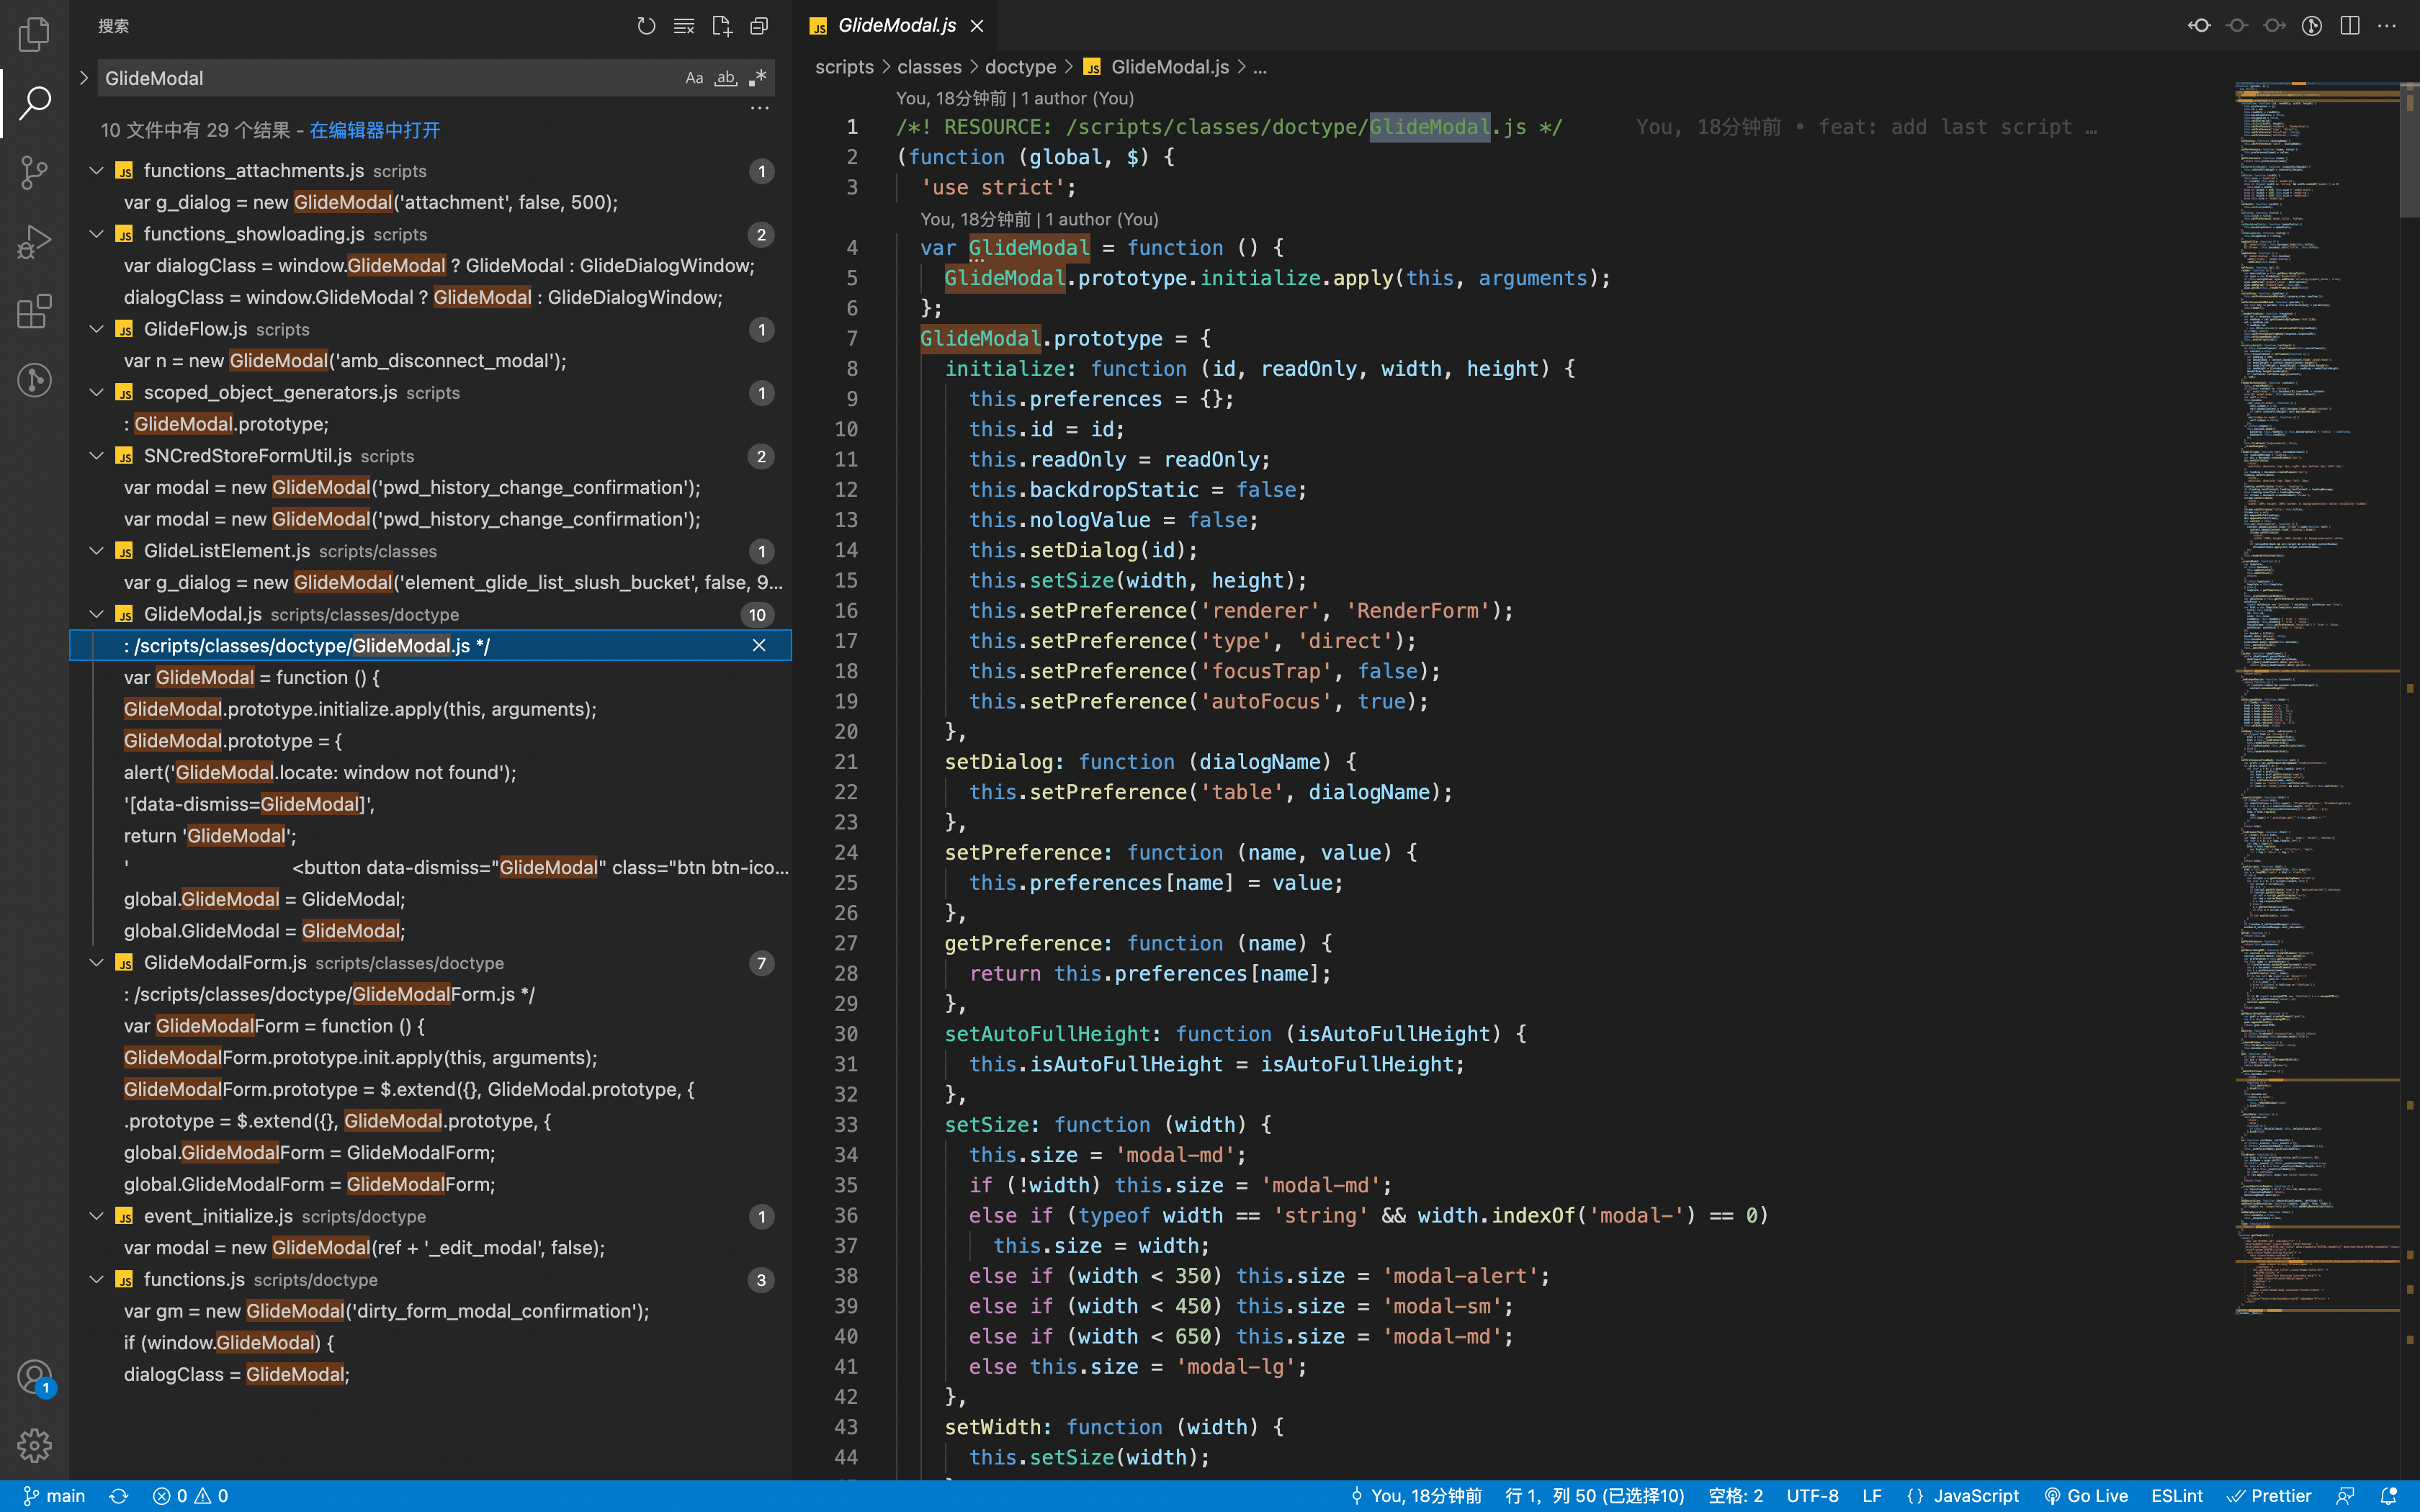 搜索
GlideModal
Aa ab .*
10 文件中有 29 个结果 - 在编辑器中打开
JS functions_attachments.js scripts 1
var g_dialog = new GlideModal('attachment', false, 500);
JS functions_showloading.js scripts 2
var dialogClass = window.GlideModal ? GlideModal : GlideDialogWindow;
dialogClass = window.GlideModal ? GlideModal : GlideDialogWindow;
JS GlideFlow.js scripts 1
var n = new GlideModal('amb_disconnect_modal');
JS scoped_object_generators.js scripts 1
: GlideModal.prototype;
JS SNCredStoreFormUtil.js scripts 2
var modal = new GlideModal('pwd_history_change_confirmation');
var modal = new GlideModal('pwd_history_change_confirmation');
JS GlideListElement.js scripts/classes 1
var g_dialog = new GlideModal('element_glide_list_slush_bucket', false, 9...
JS GlideModal.js scripts/classes/doctype 10
: /scripts/classes/doctype/GlideModal.js */
var GlideModal = function () {
GlideModal.prototype.initialize.apply(this, arguments);
GlideModal.prototype = {
alert('GlideModal.locate: window not found');
'[data-dismiss=GlideModal]',
return 'GlideModal';
' <button data-dismiss="GlideModal" class="btn btn-ico...
global.GlideModal = GlideModal;
global.GlideModal = GlideModal;
JS GlideModalForm.js scripts/classes/doctype 7
: /scripts/classes/doctype/GlideModalForm.js */
var GlideModalForm = function () {
GlideModalForm.prototype.init.apply(this, arguments);
GlideModalForm.prototype = $.extend({}, GlideModal.prototype, {
.prototype = $.extend({}, GlideModal.prototype, {
global.GlideModalForm = GlideModalForm;
global.GlideModalForm = GlideModalForm;
JS event_initialize.js scripts/doctype 1
var modal = new GlideModal(ref + '_edit_modal', false);
JS functions.js scripts/doctype 3
var gm = new GlideModal('dirty_form_modal_confirmation');
if (window.GlideModal) {
dialogClass = GlideModal;
1
JS GlideModal.js
scripts > classes > doctype > JS GlideModal.js > ...
You, 18分钟前 | 1 author (You)
1 /*! RESOURCE: /scripts/classes/doctype/GlideModal.js */ You, 18分钟前 • feat: add last script …
2 (function (global, $) {
3 'use strict';
You, 18分钟前 | 1 author (You)
4 var GlideModal = function () {
5 GlideModal.prototype.initialize.apply(this, arguments);
6 };
7 GlideModal.prototype = {
8 initialize: function (id, readOnly, width, height) {
9 this.preferences = {};
10 this.id = id;
11 this.readOnly = readOnly;
12 this.backdropStatic = false;
13 this.nologValue = false;
14 this.setDialog(id);
15 this.setSize(width, height);
16 this.setPreference('renderer', 'RenderForm');
17 this.setPreference('type', 'direct');
18 this.setPreference('focusTrap', false);
19 this.setPreference('autoFocus', true);
20 },
21 setDialog: function (dialogName) {
22 this.setPreference('table', dialogName);
23 },
24 setPreference: function (name, value) {
25 this.preferences[name] = value;
26 },
27 getPreference: function (name) {
28 return this.preferences[name];
29 },
30 setAutoFullHeight: function (isAutoFullHeight) {
31 this.isAutoFullHeight = isAutoFullHeight;
32 },
33 setSize: function (width) {
34 this.size = 'modal-md';
35 if (!width) this.size = 'modal-md';
36 else if (typeof width == 'string' && width.indexOf('modal-') == 0)
37 this.size = width;
38 else if (width < 350) this.size = 'modal-alert';
39 else if (width < 450) this.size = 'modal-sm';
40 else if (width < 650) this.size = 'modal-md';
41 else this.size = 'modal-lg';
42 },
43 setWidth: function (width) {
44 this.setSize(width);
main 0 0 You, 18分钟前 行 1, 列 50 (已选择10) 空格: 2 UTF-8 LF {} JavaScript Go Live ESLint Prettier